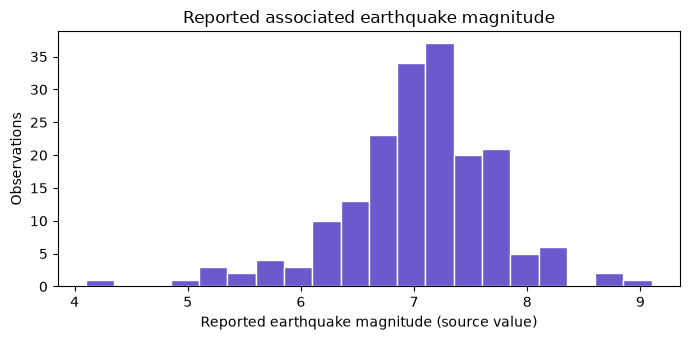 Reported associated earthquake magnitude
Observations
35
30
25
20
15
10
5
0
4 5 6 7 8 9
Reported earthquake magnitude (source value)